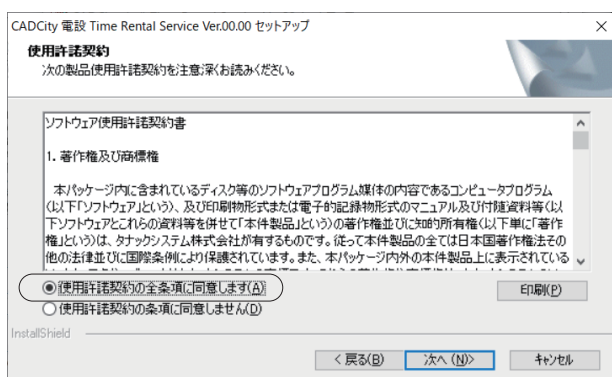 CADCity 電設 Time Rental Service Ver.00.00 セットアップ
使用許諾契約
次の製品使用許諾契約を注意深くお読みください。
ソフトウェア使用許諾契約書
1. 著作権及び商標権
本パッケージ内に含まれているディスク等のソフトウェアプログラム媒体の内容であるコンピュータプログラム
(以下「ソフトウェア」という)、及び印刷物形式または電子的記録物形式のマニュアル及び付随資料等(以
下ソフトウェアとこれらの資料等を併せて「本件製品」という)の著作権並びに知的所有権(以下単に「著作
権」という)は、タナックシステム株式会社が有するものです。従って本件製品の全ては日本国著作権法その
他の法律並びに国際条例により保護されています。また、本パッケージ内外の本件製品上に表示されている
使用許諾契約の全条項に同意します(A)
印刷(P)
使用許諾契約の条項に同意しません(D)
InstallShield
< 戻る(B)
次へ (N)>
キャンセル